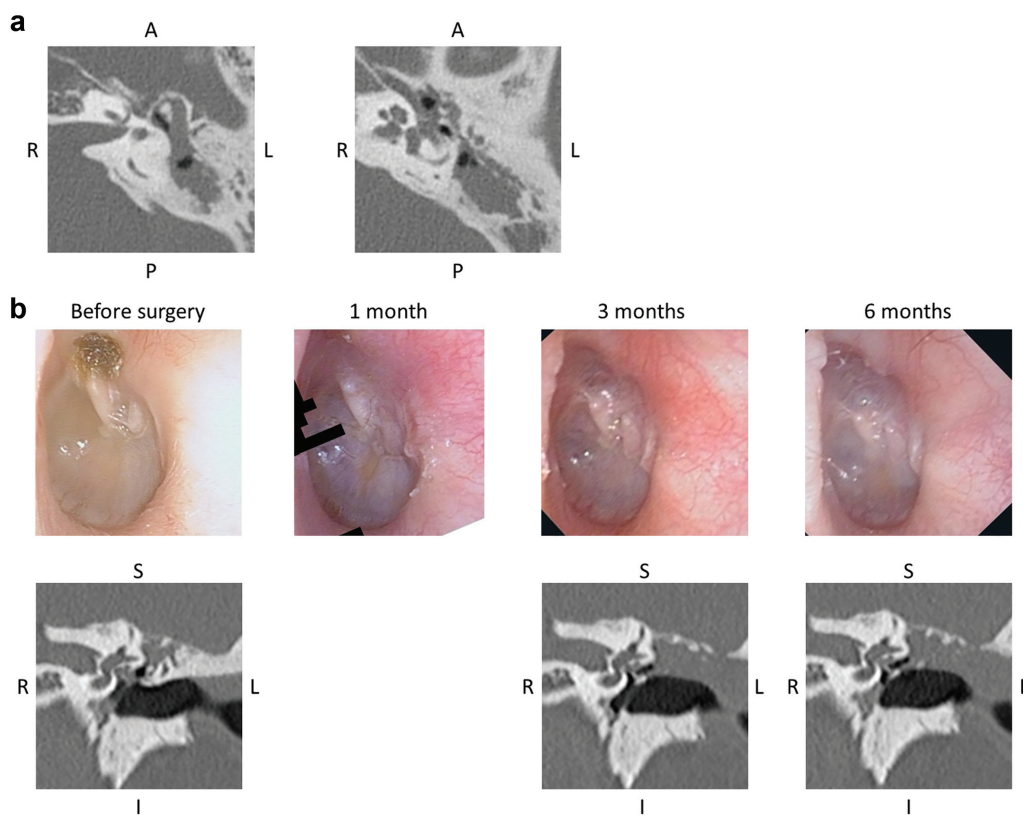 a
A A
R L R L
P P
b
Before surgery 1 month 3 months 6 months
S S S
R L R L R
I I I